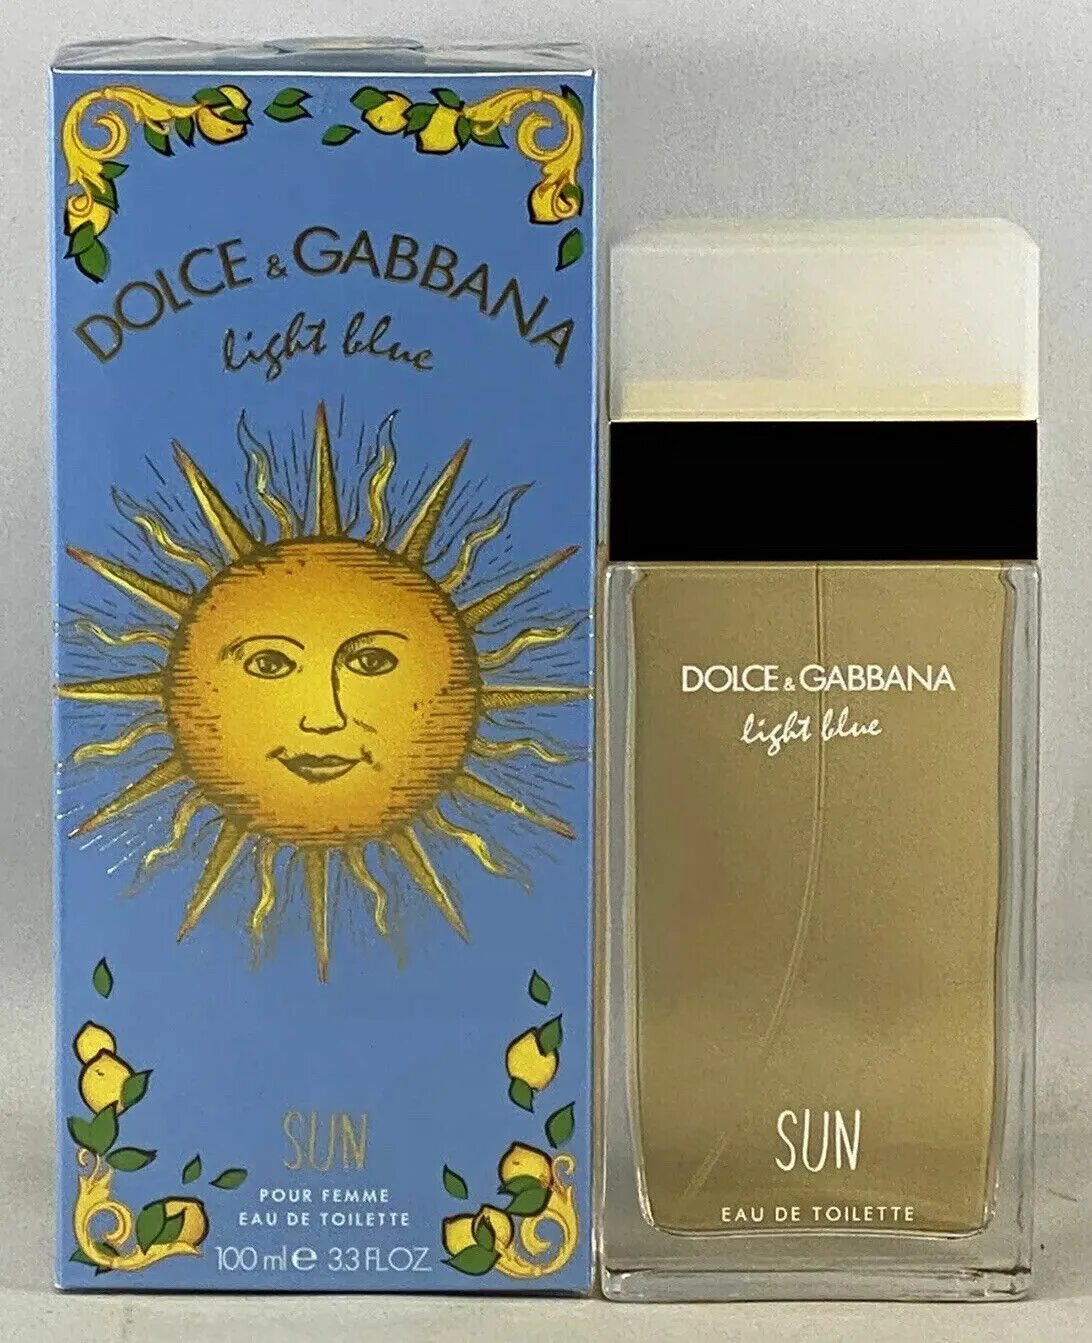 DOLCE & GABBANA
light blue
SUN
POUR FEMME
EAU DE TOILETTE
100 ml e 3.3 FL.OZ.
DOLCE & GABBANA
light blue
SUN
EAU DE TOILETTE